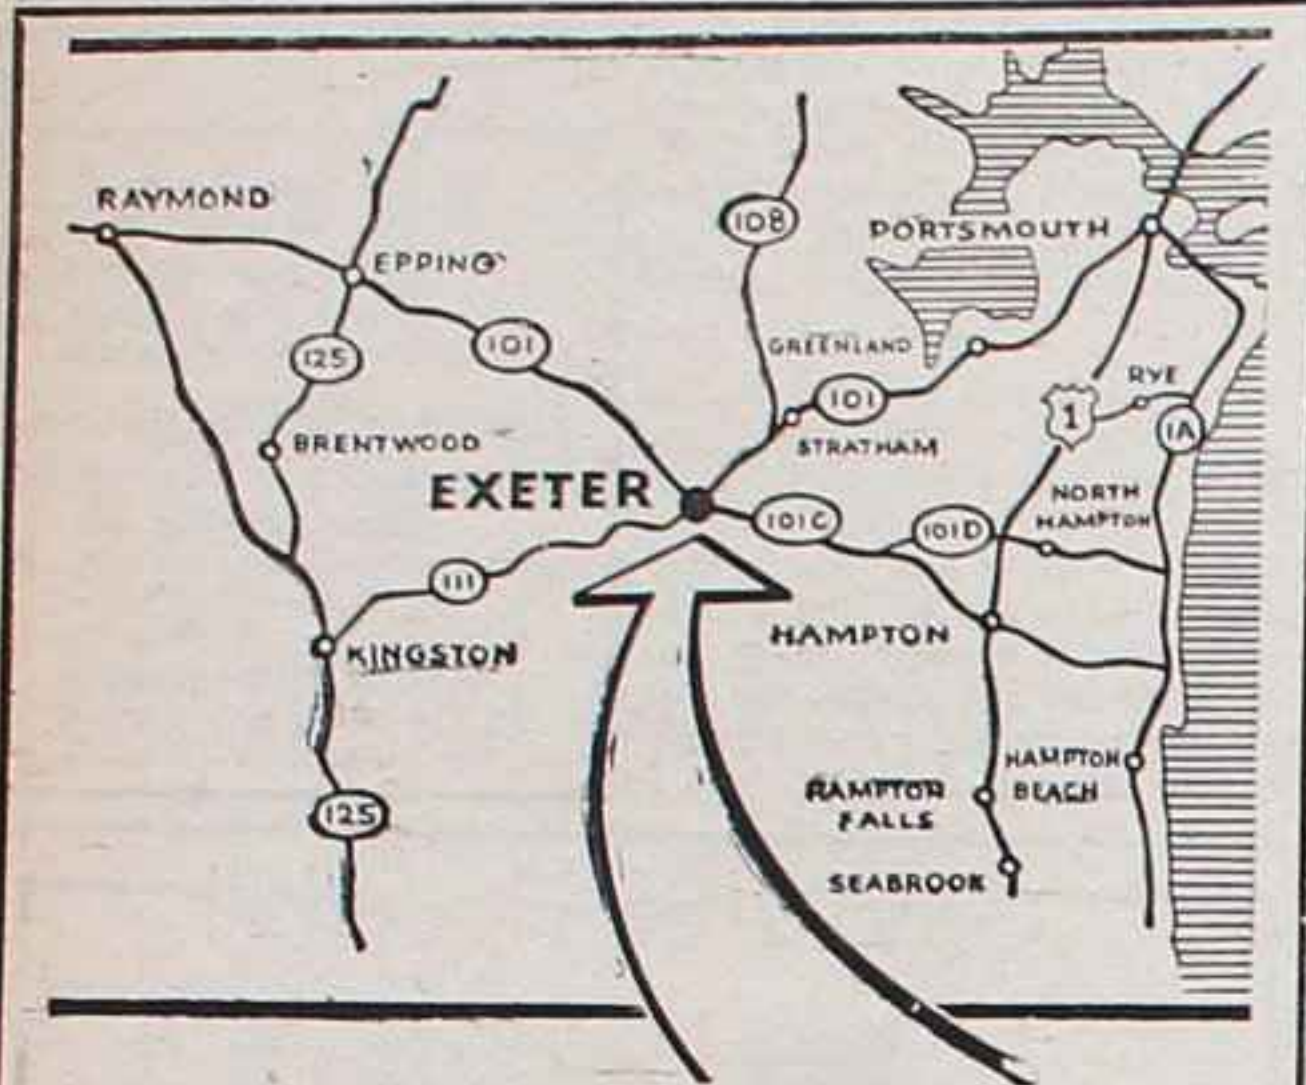 RAYMOND
EPPING
108
PORTSMOUTH
125
101
GREENLAND
101
RYE
1
1A
BRENTWOOD
STRATHAM
EXETER
101C
101D
NORTH
HAMPTON
111
KINGSTON
HAMPTON
HAMPTON
BEACH
HAMPTON
FALLS
125
SEABROOK